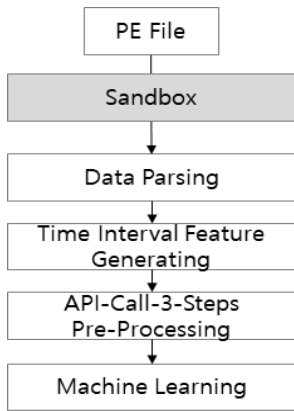 PE File
Sandbox
Data Parsing
Time Interval Feature
Generating
API-Call-3-Steps
Pre-Processing
Machine Learning